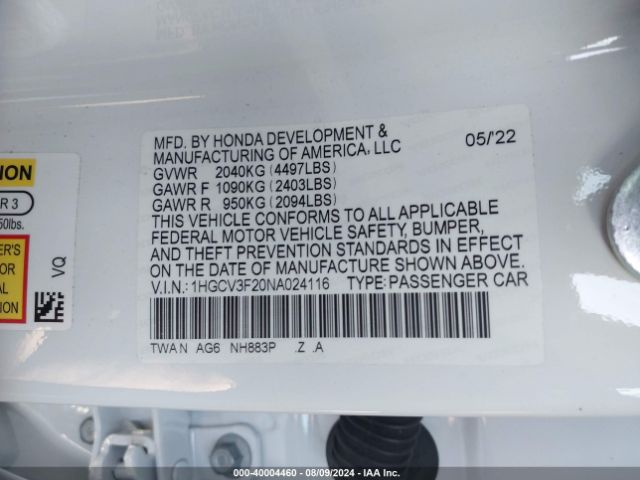 MFD. BY HONDA DEVELOPMENT &
MANUFACTURING OF AMERICA, LLC 05/'22
GVWR 2040KG (4497LBS)
GAWR F 1090KG (2403LBS)
GAWR R 950KG (2094LBS)
THIS VEHICLE CONFORMS TO ALL APPLICABLE
FEDERAL MOTOR VEHICLE SAFETY, BUMPER,
AND THEFT PREVENTION STANDARDS IN EFFECT
ON THE DATE OF MANUFACTURE SHOWN ABOVE.
V.I.N.:1HGCV3F20NA024116 TYPE:PASSENGER CAR
TWA N AG6 NH883P .Z .A
VQ
000-40004460 - 08/09/2024 - IAA Inc.